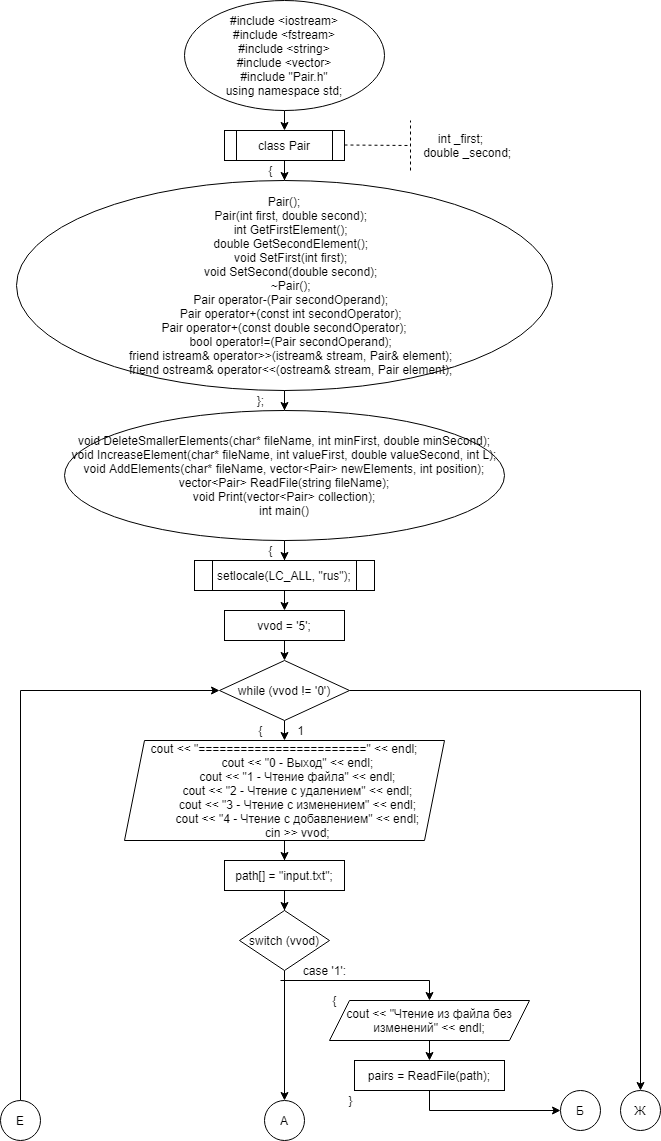 #include <iostream>
#include <fstream>
#include <string>
#include <vector>
#include "Pair.h"
using namespace std;
class Pair
int _first;
double _second;
{
Pair();
Pair(int first, double second);
int GetFirstElement();
double GetSecondElement();
void SetFirst(int first);
void SetSecond(double second);
~Pair();
Pair operator-(Pair secondOperand);
Pair operator+(const int secondOperator);
Pair operator+(const double secondOperator);
bool operator!=(Pair secondOperand);
friend istream& operator>>(istream& stream, Pair& element);
friend ostream& operator<<(ostream& stream, Pair element);
};
void DeleteSmallerElements(char* fileName, int minFirst, double minSecond);
void IncreaseElement(char* fileName, int valueFirst, double valueSecond, int L);
void AddElements(char* fileName, vector<Pair> newElements, int position);
vector<Pair> ReadFile(string fileName);
void Print(vector<Pair> collection);
int main()
{
setlocale(LC_ALL, "rus");
vvod = '5';
while (vvod != '0')
{ 1
cout << "========================" << endl;
cout << "0 - Выход" << endl;
cout << "1 - Чтение файла" << endl;
cout << "2 - Чтение с удалением" << endl;
cout << "3 - Чтение с изменением" << endl;
cout << "4 - Чтение с добавлением" << endl;
cin >> vvod;
path[] = "input.txt";
switch (vvod)
case '1':
{
cout << "Чтение из файла без
изменений" << endl;
pairs = ReadFile(path);
}
Е
А
Б
Ж